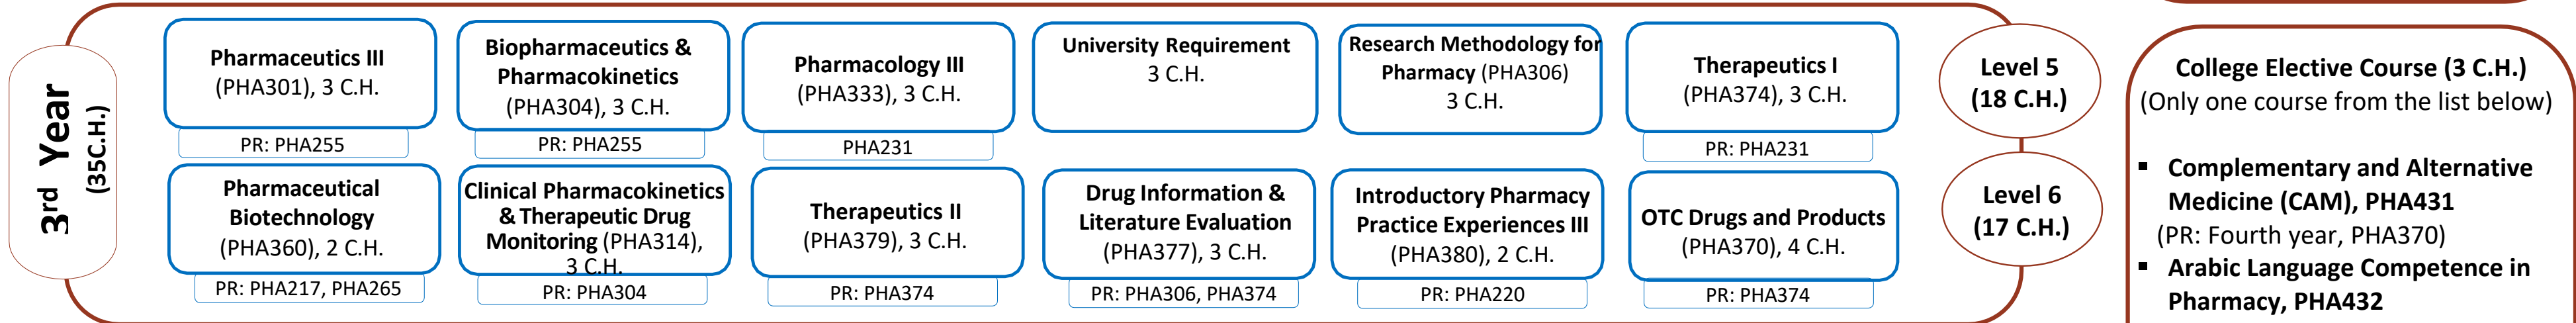 3rd Year
(35C.H.)
Pharmaceutics III
(PHA301), 3 C.H.
PR: PHA255
Biopharmaceutics &
Pharmacokinetics
(PHA304), 3 C.H.
PR: PHA255
Pharmacology III
(PHA333), 3 C.H.
PHA231
University Requirement
3 C.H.
Research Methodology for
Pharmacy (PHA306)
3 C.H.
Therapeutics I
(PHA374), 3 C.H.
PR: PHA231
Level 5
(18 C.H.)
Pharmaceutical
Biotechnology
(PHA360), 2 C.H.
PR: PHA217, PHA265
Clinical Pharmacokinetics
& Therapeutic Drug
Monitoring (PHA314),
3 C.H.
PR: PHA304
Therapeutics II
(PHA379), 3 C.H.
PR: PHA374
Drug Information &
Literature Evaluation
(PHA377), 3 C.H.
PR: PHA306, PHA374
Introductory Pharmacy
Practice Experiences III
(PHA380), 2 C.H.
PR: PHA220
OTC Drugs and Products
(PHA370), 4 C.H.
PR: PHA374
Level 6
(17 C.H.)
College Elective Course (3 C.H.)
(Only one course from the list below)
▪ Complementary and Alternative
Medicine (CAM), PHA431
(PR: Fourth year, PHA370)
▪ Arabic Language Competence in
Pharmacy, PHA432